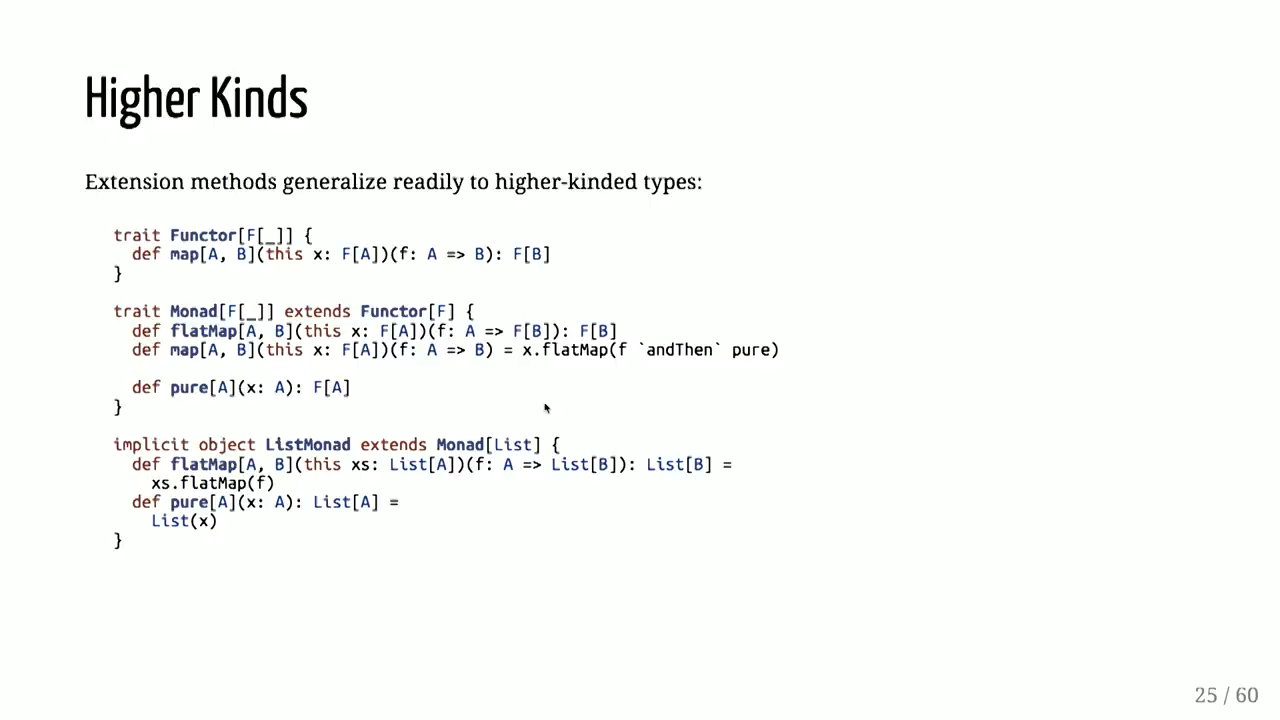 Higher Kinds
Extension methods generalize readily to higher-kinded types:
trait Functor[F[_]] {
  def map[A, B](this x: F[A])(f: A => B): F[B]
}
trait Monad[F[_]] extends Functor[F] {
  def flatMap[A, B](this x: F[A])(f: A => F[B]): F[B]
  def map[A, B](this x: F[A])(f: A => B) = x.flatMap(f `andThen` pure)
  def pure[A](x: A): F[A]
}
implicit object ListMonad extends Monad[List] {
  def flatMap[A, B](this xs: List[A])(f: A => List[B]): List[B] =
    xs.flatMap(f)
  def pure[A](x: A): List[A] =
    List(x)
}
25 / 60